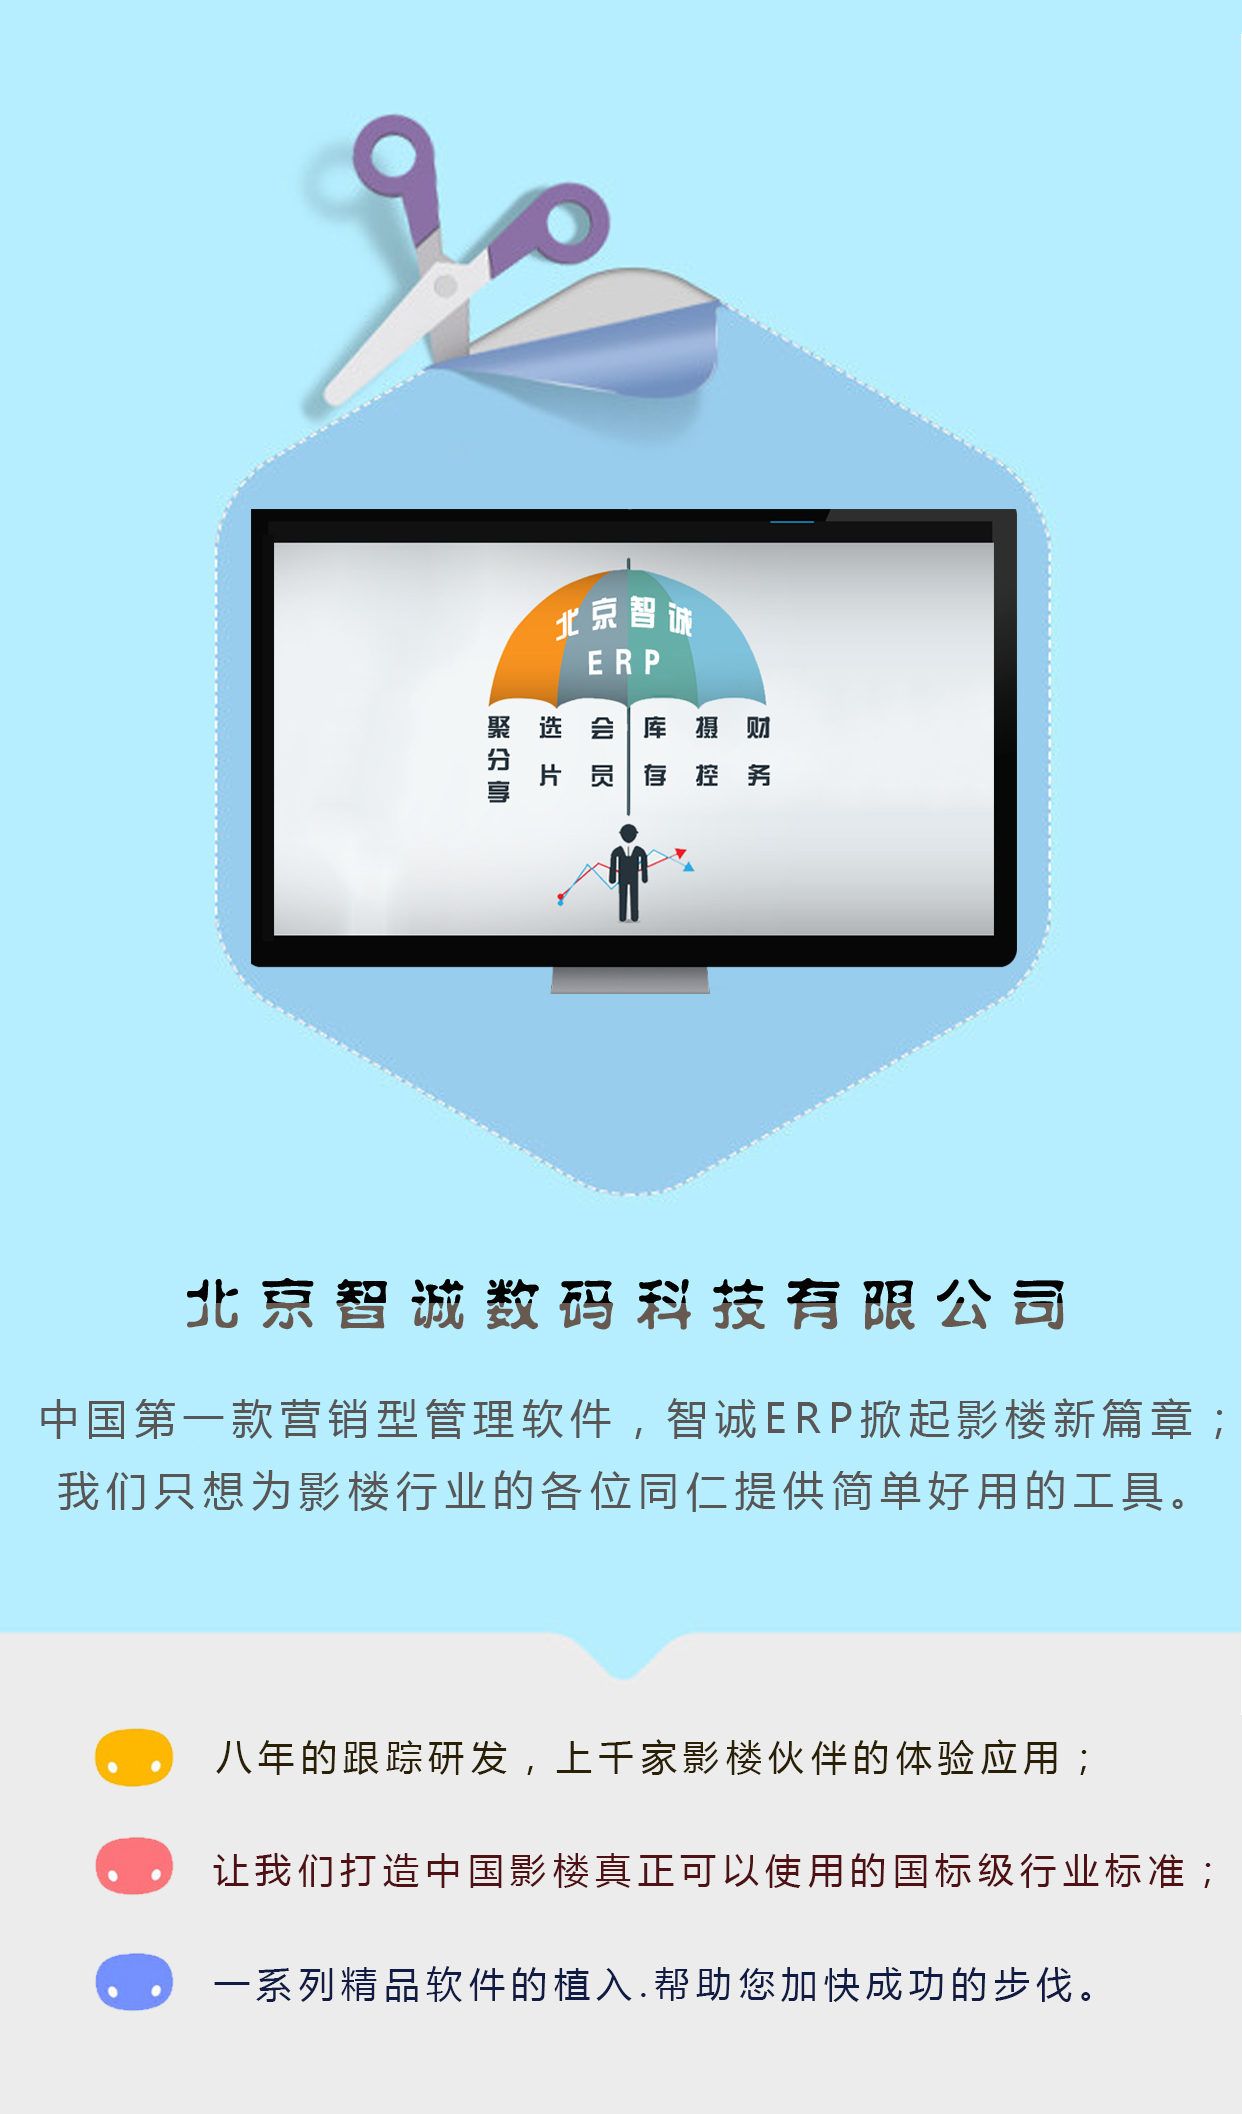 北京智诚
ERP
聚分享 选片 会员 库存 摄控 财务
北京智诚数码科技有限公司
中国第一款营销型管理软件，智诚ERP掀起影楼新篇章；
我们只想为影楼行业的各位同仁提供简单好用的工具。
八年的跟踪研发，上千家影楼伙伴的体验应用；
让我们打造中国影楼真正可以使用的国标级行业标准；
一系列精品软件的植入.帮助您加快成功的步伐。